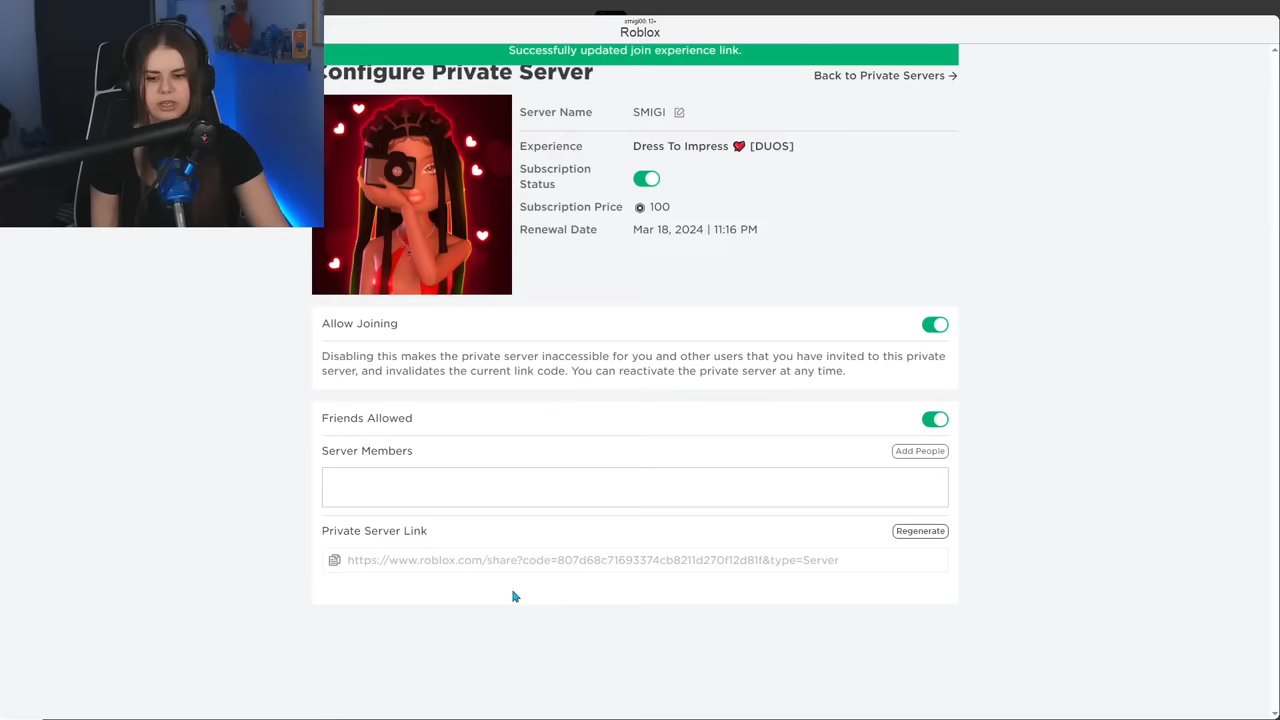 Roblox
Successfully updated join experience link.
Configure Private Server
Back to Private Servers →
Server Name SMIGI
Experience Dress To Impress 💖 [DUOS]
Subscription
Status
Subscription Price 100
Renewal Date Mar 18, 2024 | 11:16 PM
Allow Joining
Disabling this makes the private server inaccessible for you and other users that you have invited to this private
server, and invalidates the current link code. You can reactivate the private server at any time.
Friends Allowed
Server Members Add People
Private Server Link Regenerate
https://www.roblox.com/share?code=807d68c71693374cb8211d270f12d81f&type=Server